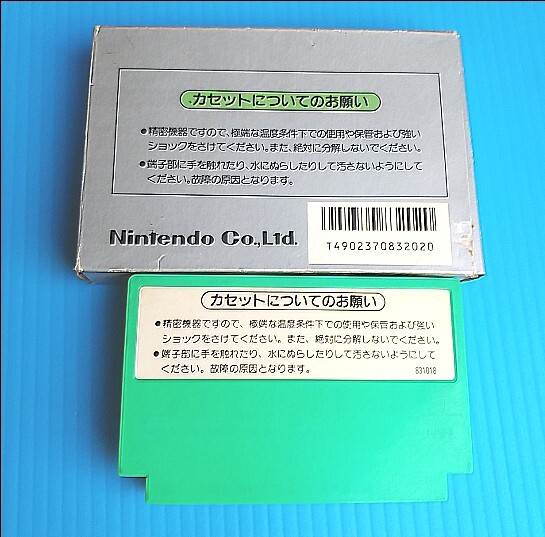 カセットについてのお願い
●精密機器ですので、極端な温度条件下での使用や保管および強い
ショックをさけてください。また、絶対に分解しないでください。
●端子部に手を触れたり、水にぬらしたりして汚さないようにして
ください。故障の原因となります。
Nintendo Co.,Ltd.
T4902370832020
カセットについてのお願い
●精密機器ですので、極端な温度条件下での使用や保管および強い
ショックをさけてください。また、絶対に分解しないでください。
●端子部に手を触れたり、水にぬらしたりして汚さないようにして
ください。故障の原因となります。
831018